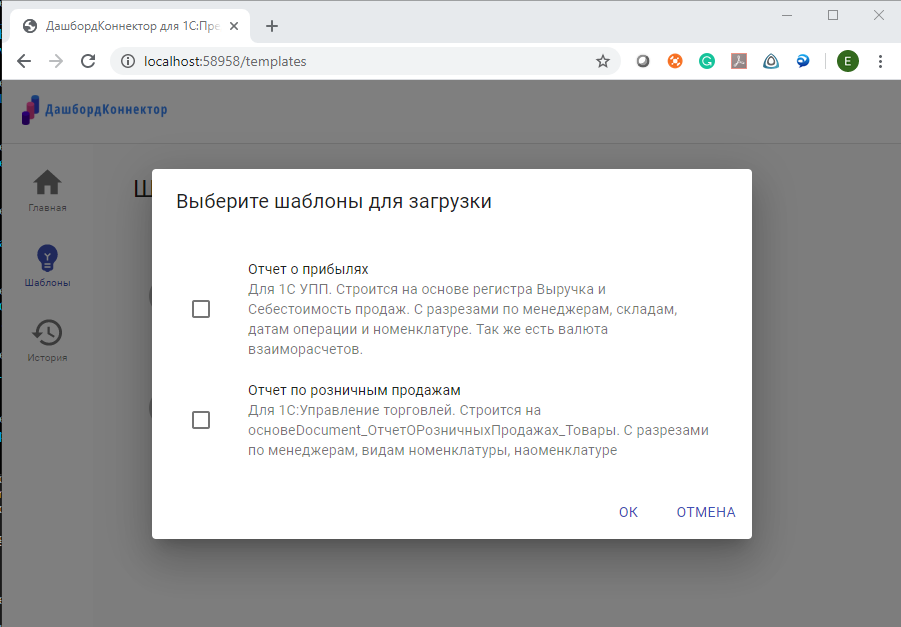 ДашбордКоннектор для 1С:Пре
localhost:58958/templates
E
ДашбордКоннектор
Главная
Шаблоны
История
Ш
Выберите шаблоны для загрузки
Отчет о прибылях
Для 1С УПП. Строится на основе регистра Выручка и
Себестоимость продаж. С разрезами по менеджерам, складам,
датам операции и номенклатуре. Так же есть валюта
взаиморасчетов.
Отчет по розничным продажам
Для 1С:Управление торговлей. Строится на
основеDocument_ОтчетОРозничныхПродажах_Товары. С разрезами
по менеджерам, видам номенклатуры, наоменклатуре
ОК
ОТМЕНА